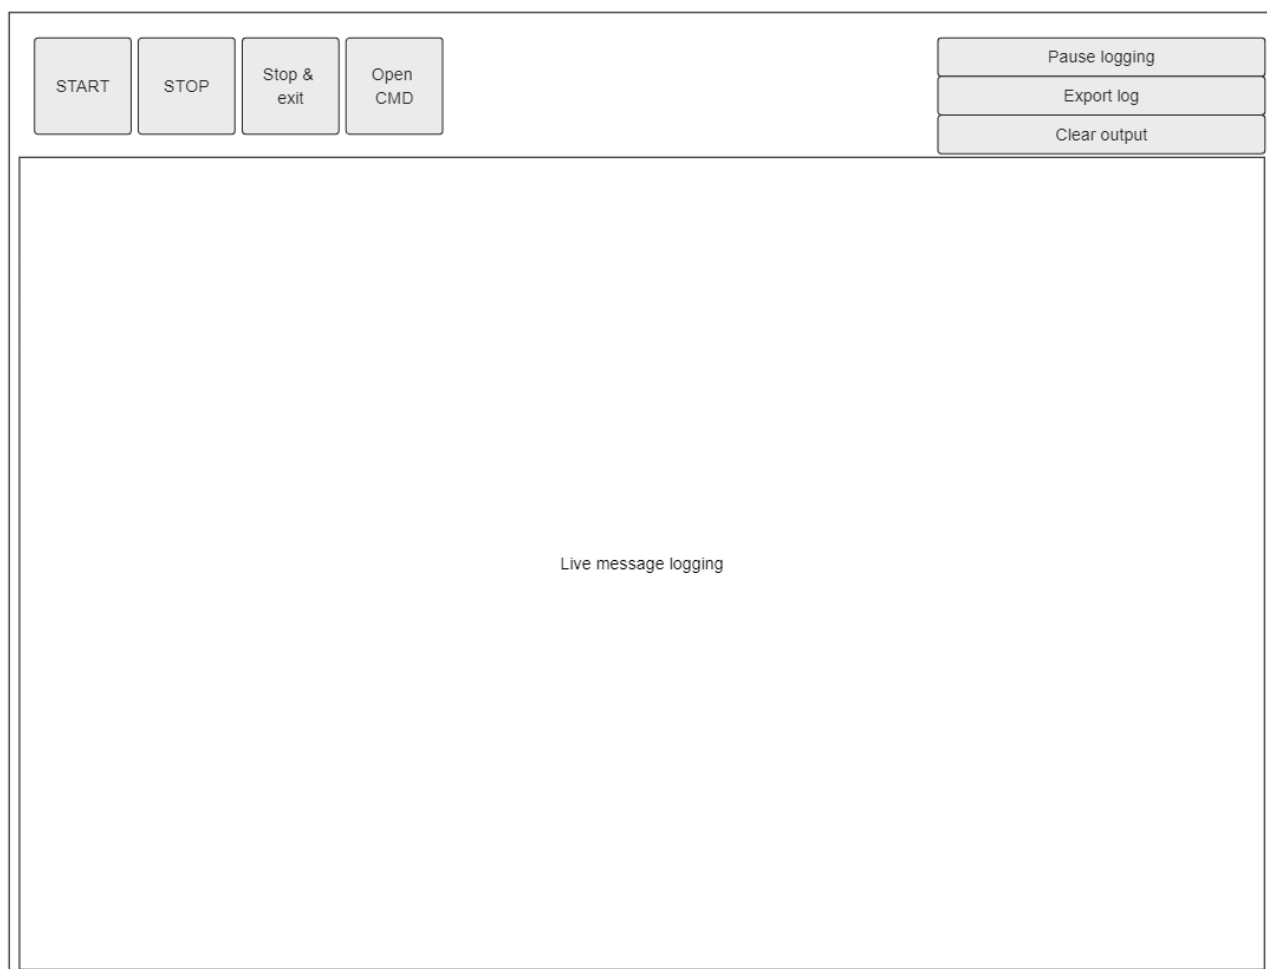 START
STOP
Stop &
exit
Open
CMD
Pause logging
Export log
Clear output
Live message logging